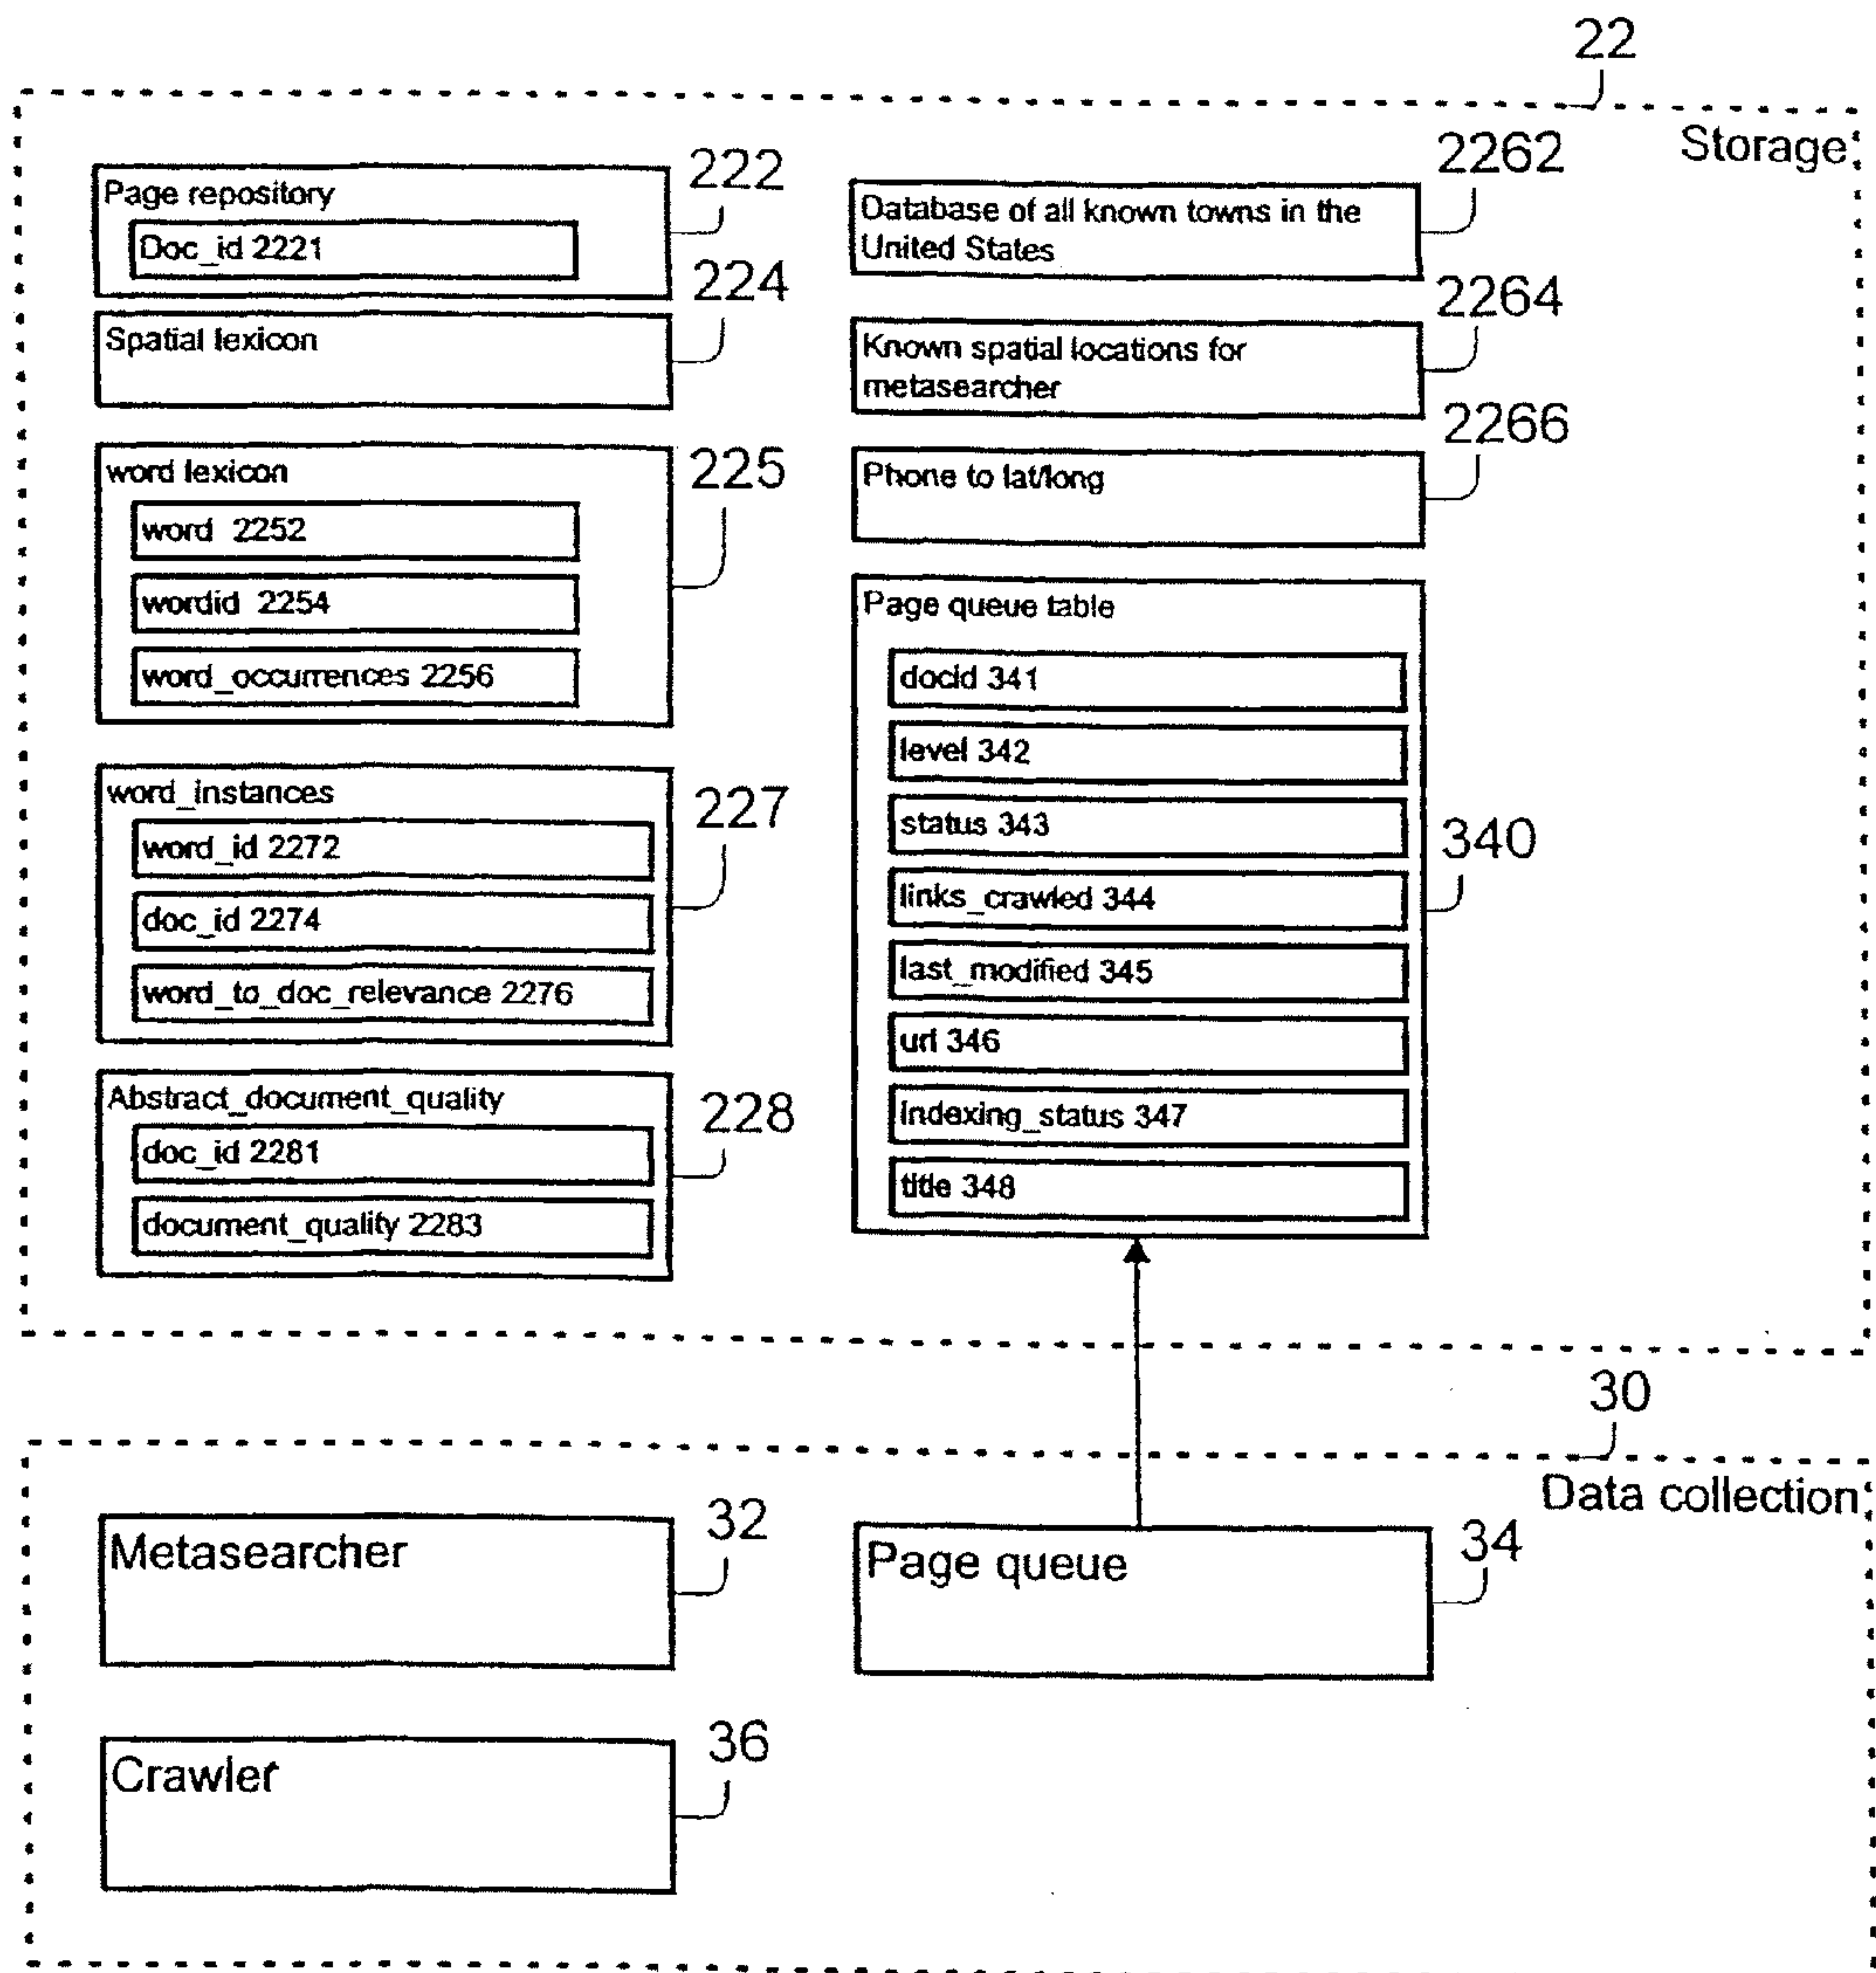 22
Storage
222
Page repository
Doc_id 2221
224
Spatial lexicon
225
word lexicon
word 2252
wordid 2254
word_occurrences 2256
227
word_instances
word_id 2272
doc_id 2274
word_to_doc_relevance 2276
228
Abstract_document_quality
doc_id 2281
document_quality 2283
2262
Database of all known towns in the
United States
2264
Known spatial locations for
metasearcher
2266
Phone to lat/long
Page queue table
docid 341
level 342
status 343
340
links_crawled 344
last_modified 345
url 346
indexing_status 347
title 348
30
Data collection
32
Metasearcher
34
Page queue
36
Crawler